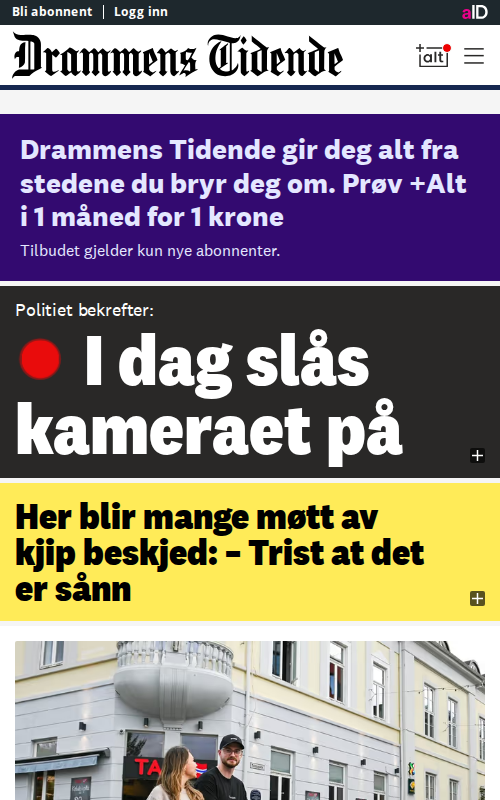 Bli abonnent
Logg inn
aID
Drammens Tidende
+alt
Drammens Tidende gir deg alt fra
stedene du bryr deg om. Prøv +Alt
i 1 måned for 1 krone
Tilbudet gjelder kun nye abonnenter.
Politiet bekrefter:
I dag slås
kameraet på
+
Her blir mange møtt av
kjip beskjed: – Trist at det
er sånn
+
TA